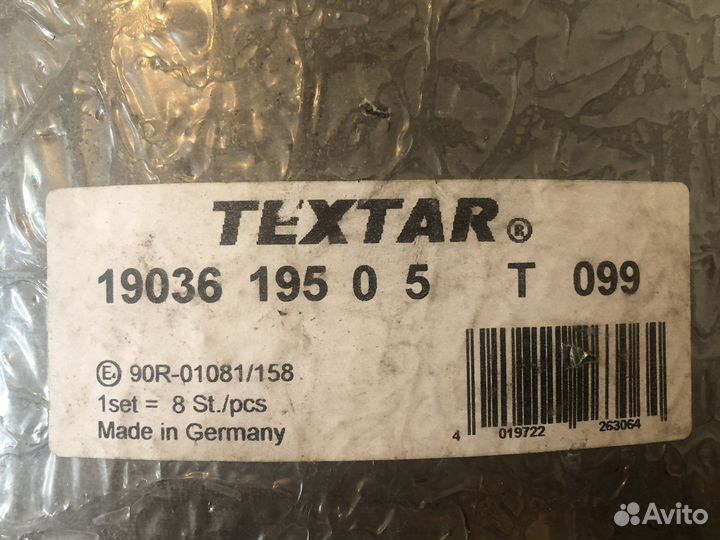 TEXTAR®
19036 195 0 5 T 099
E4 90R-01081/158
1set = 8 St./pcs
Made in Germany
4 019722 263064
Avito